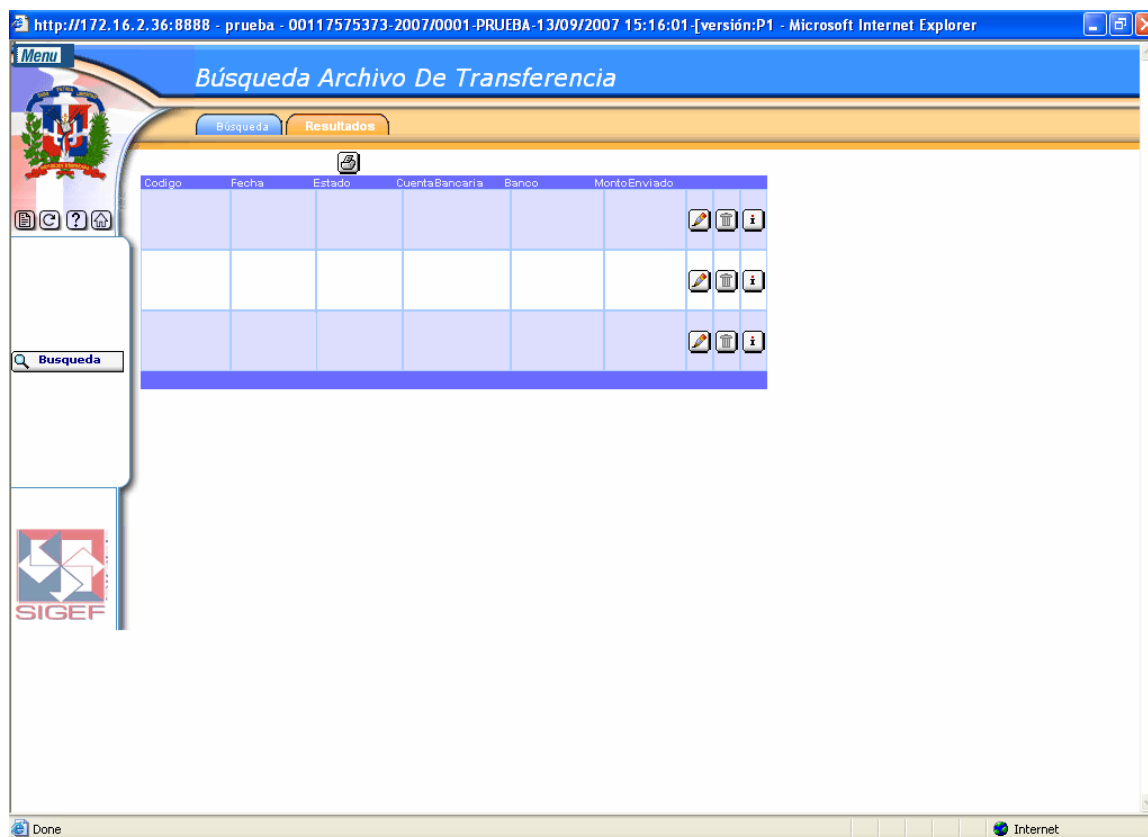 http://172.16.2.36:8888 - prueba - 00117575373-2007/0001-PRUEBA-13/09/2007 15:16:01-[versión:P1 - Microsoft Internet Explorer
Menu
Búsqueda Archivo De Transferencia
Búsqueda Resultados
Codigo Fecha Estado CuentaBancaria Banco MontoEnviado
Busqueda
SIGEF
Done Internet